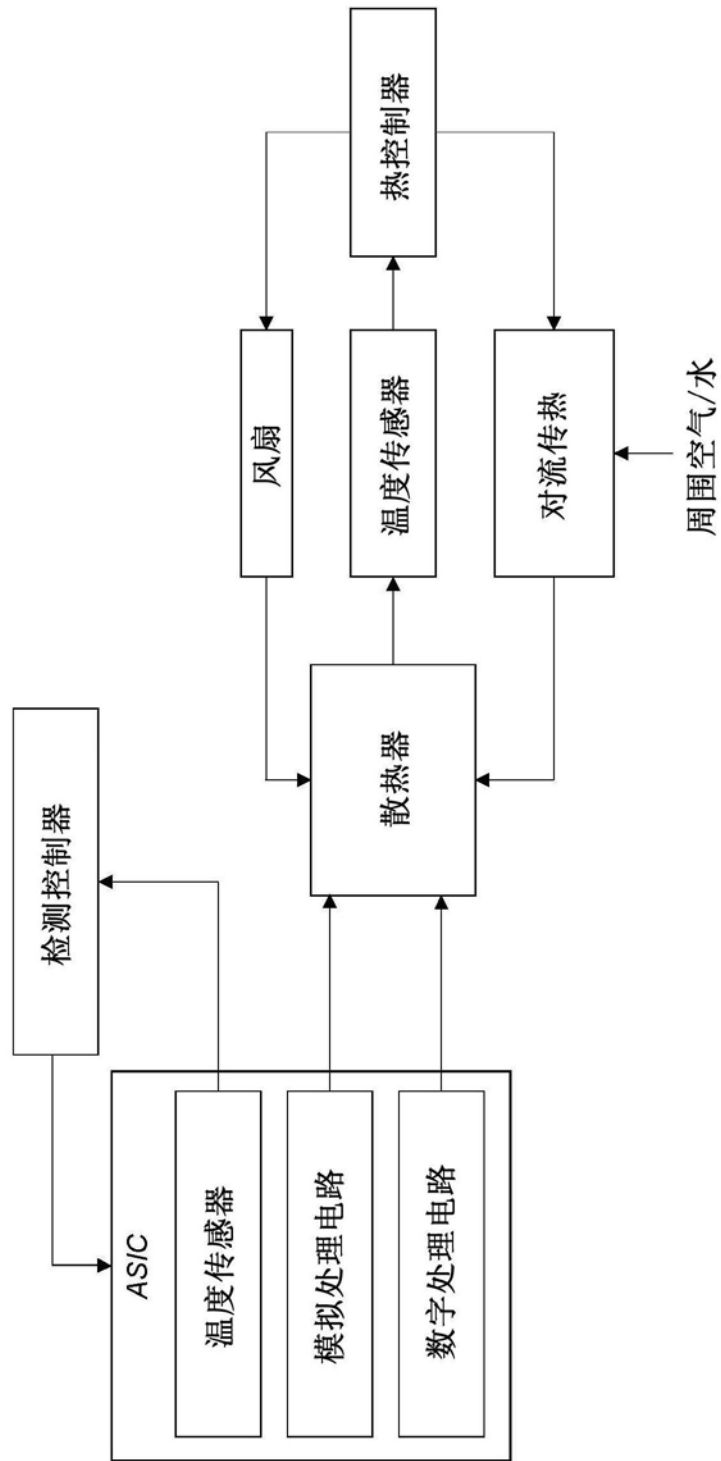 检测控制器
ASIC
温度传感器
模拟处理电路
数字处理电路
散热器
风扇
温度传感器
对流传热
周围空气/水
热控制器